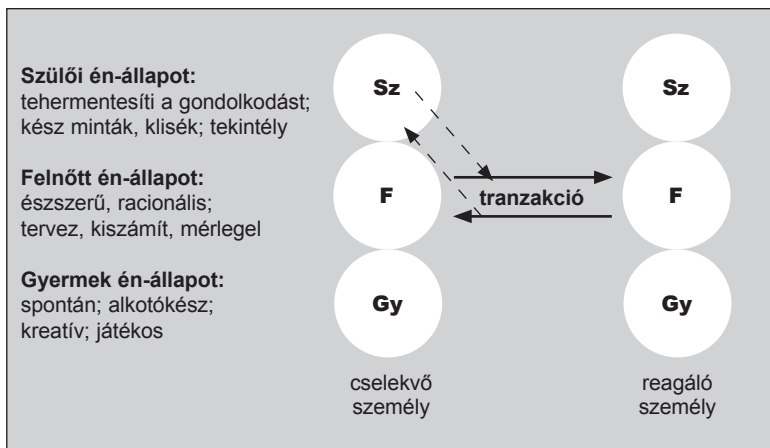 Szülői én-állapot:
tehermentesíti a gondolkodást;
kész minták, klisék; tekintély
Felnőtt én-állapot:
észszerű, racionális;
tervez, kiszámít, mérlegel
Gyermek én-állapot:
spontán; alkotókész;
kreatív; játékos
Sz
F
Gy
tranzakció
Sz
F
Gy
cselekvő
személy
reagáló
személy